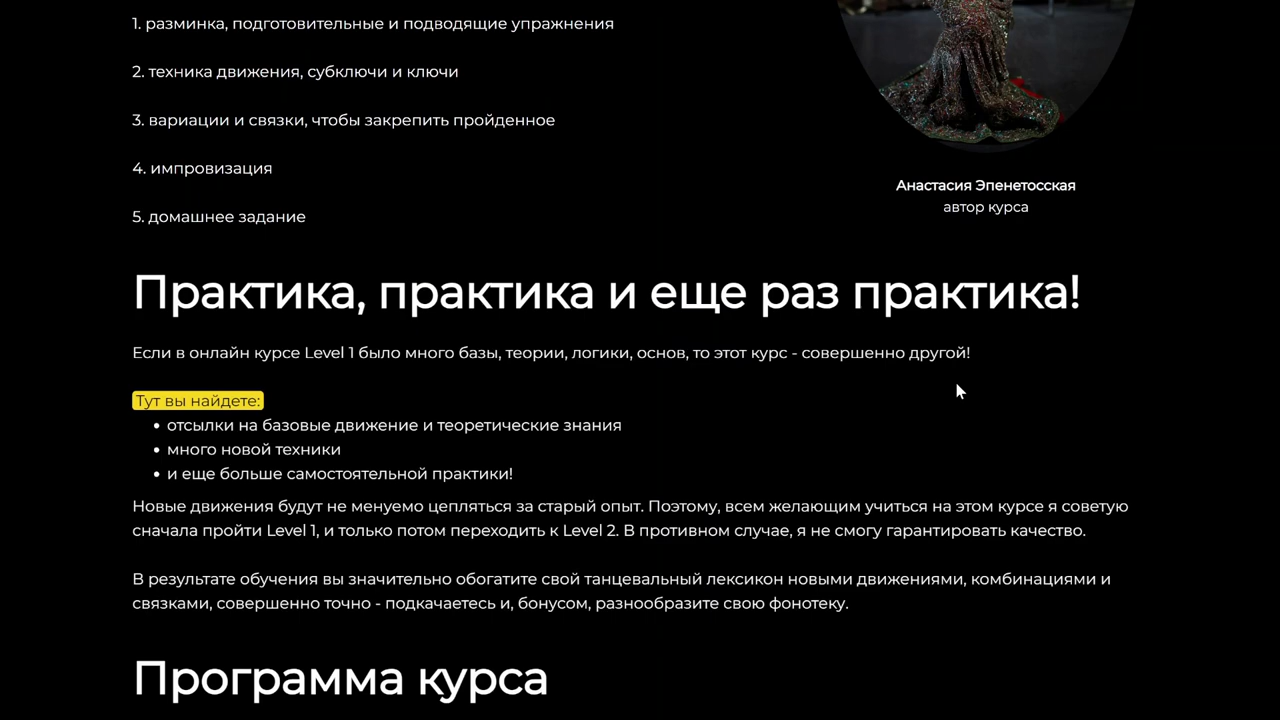 1. разминка, подготовительные и подводящие упражнения
2. техника движения, субключи и ключи
3. вариации и связки, чтобы закрепить пройденное
4. импровизация
5. домашнее задание
Анастасия Эпенетосская
автор курса
Практика, практика и еще раз практика!
Если в онлайн курсе Level 1 было много базы, теории, логики, основ, то этот курс - совершенно другой!
Тут вы найдете:
• отсылки на базовые движение и теоретические знания
• много новой техники
• и еще больше самостоятельной практики!
Новые движения будут не менуемо цепляться за старый опыт. Поэтому, всем желающим учиться на этом курсе я советую
сначала пройти Level 1, и только потом переходить к Level 2. В противном случае, я не смогу гарантировать качество.
В результате обучения вы значительно обогатите свой танцевальный лексикон новыми движениями, комбинациями и
связками, совершенно точно - подкачаетесь и, бонусом, разнообразите свою фонотеку.
Программа курса